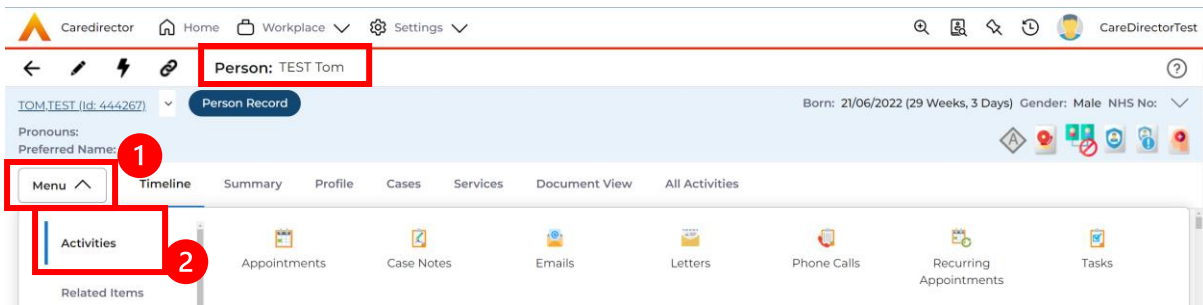 Caredirector Home Workplace Settings CareDirectorTest
Person: TEST Tom
TOM,TEST (Id: 444267) Person Record Born: 21/06/2022 (29 Weeks, 3 Days) Gender: Male NHS No:
Pronouns:
Preferred Name:
1
Menu Timeline Summary Profile Cases Services Document View All Activities
Activities
2
Appointments Case Notes Emails Letters Phone Calls Recurring Tasks
Appointments
Related Items